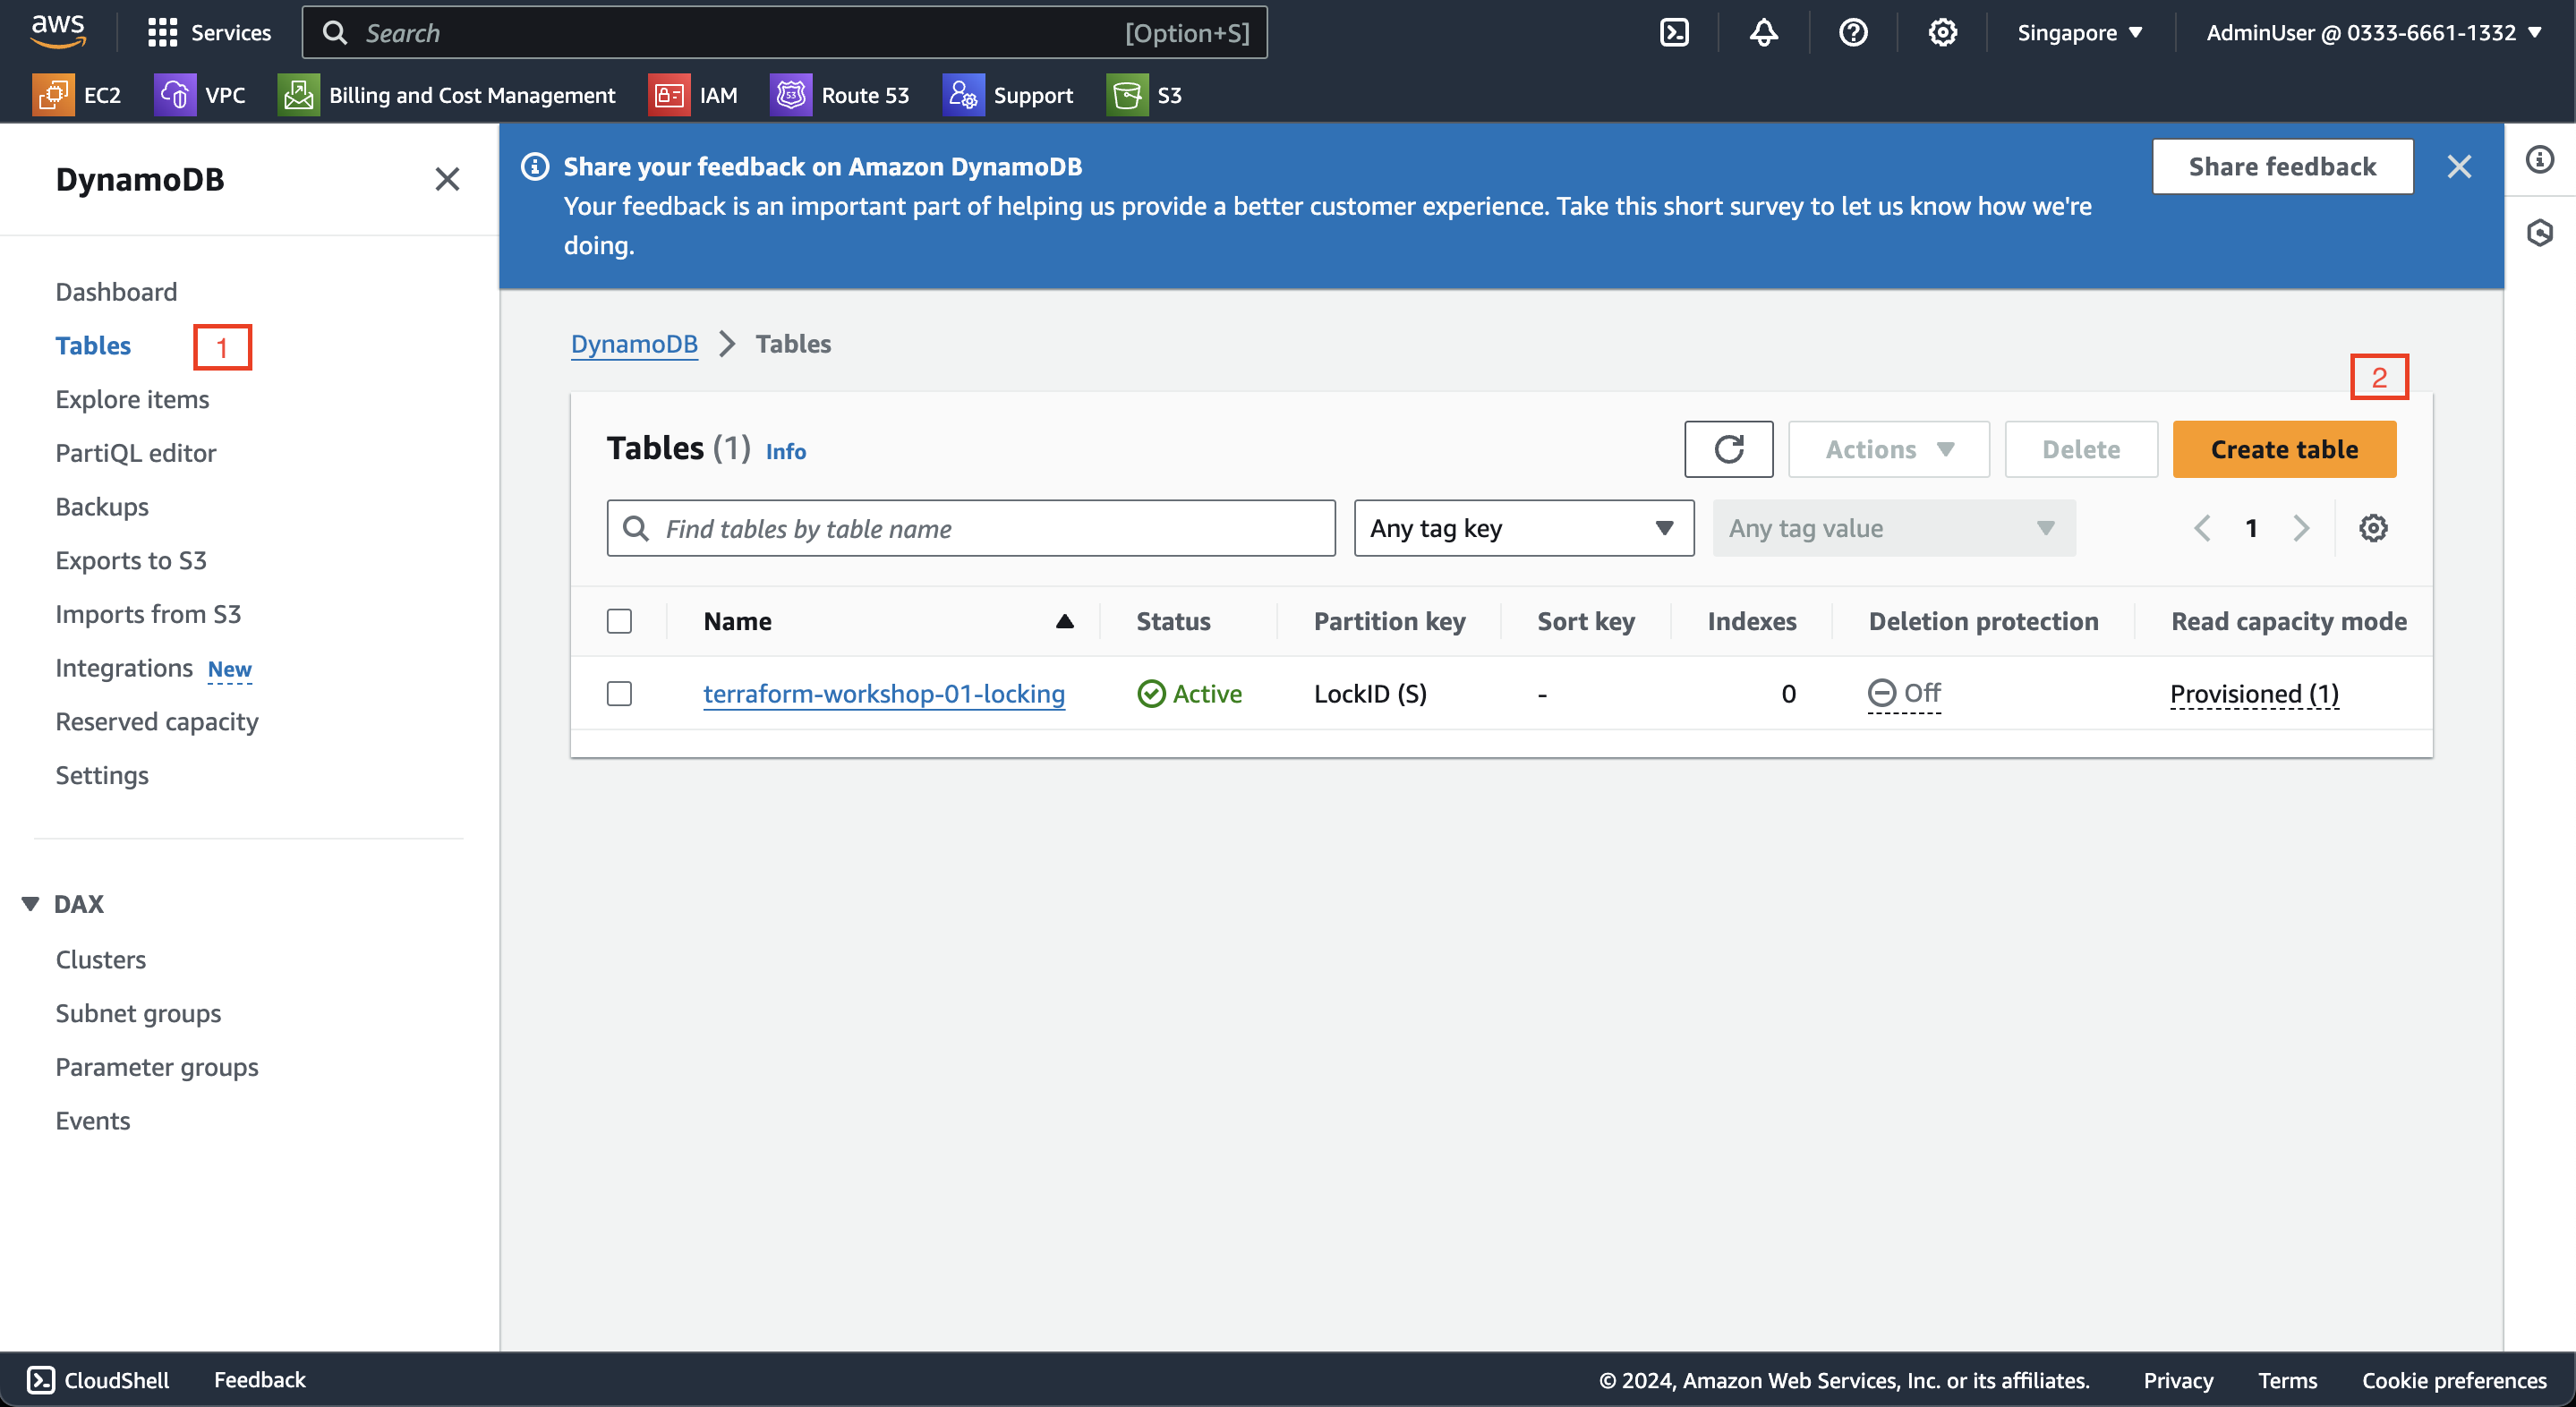 aws
Services
Search [Option+S]
Singapore
AdminUser @ 0333-6661-1332
EC2
VPC
Billing and Cost Management
IAM
53
Route 53
Support
S3
DynamoDB
Dashboard
Tables
1
Explore items
PartiQL editor
Backups
Exports to S3
Imports from S3
Integrations New
Reserved capacity
Settings
DAX
Clusters
Subnet groups
Parameter groups
Events
Share your feedback on Amazon DynamoDB
Your feedback is an important part of helping us provide a better customer experience. Take this short survey to let us know how we're
doing.
Share feedback
DynamoDB Tables
2
Tables (1) Info
Actions
Delete
Create table
Find tables by table name
Any tag key
Any tag value
1
Name Status Partition key Sort key Indexes Deletion protection Read capacity mode
terraform-workshop-01-locking Active LockID (S) - 0 Off Provisioned (1)
CloudShell
Feedback
© 2024, Amazon Web Services, Inc. or its affiliates.
Privacy
Terms
Cookie preferences